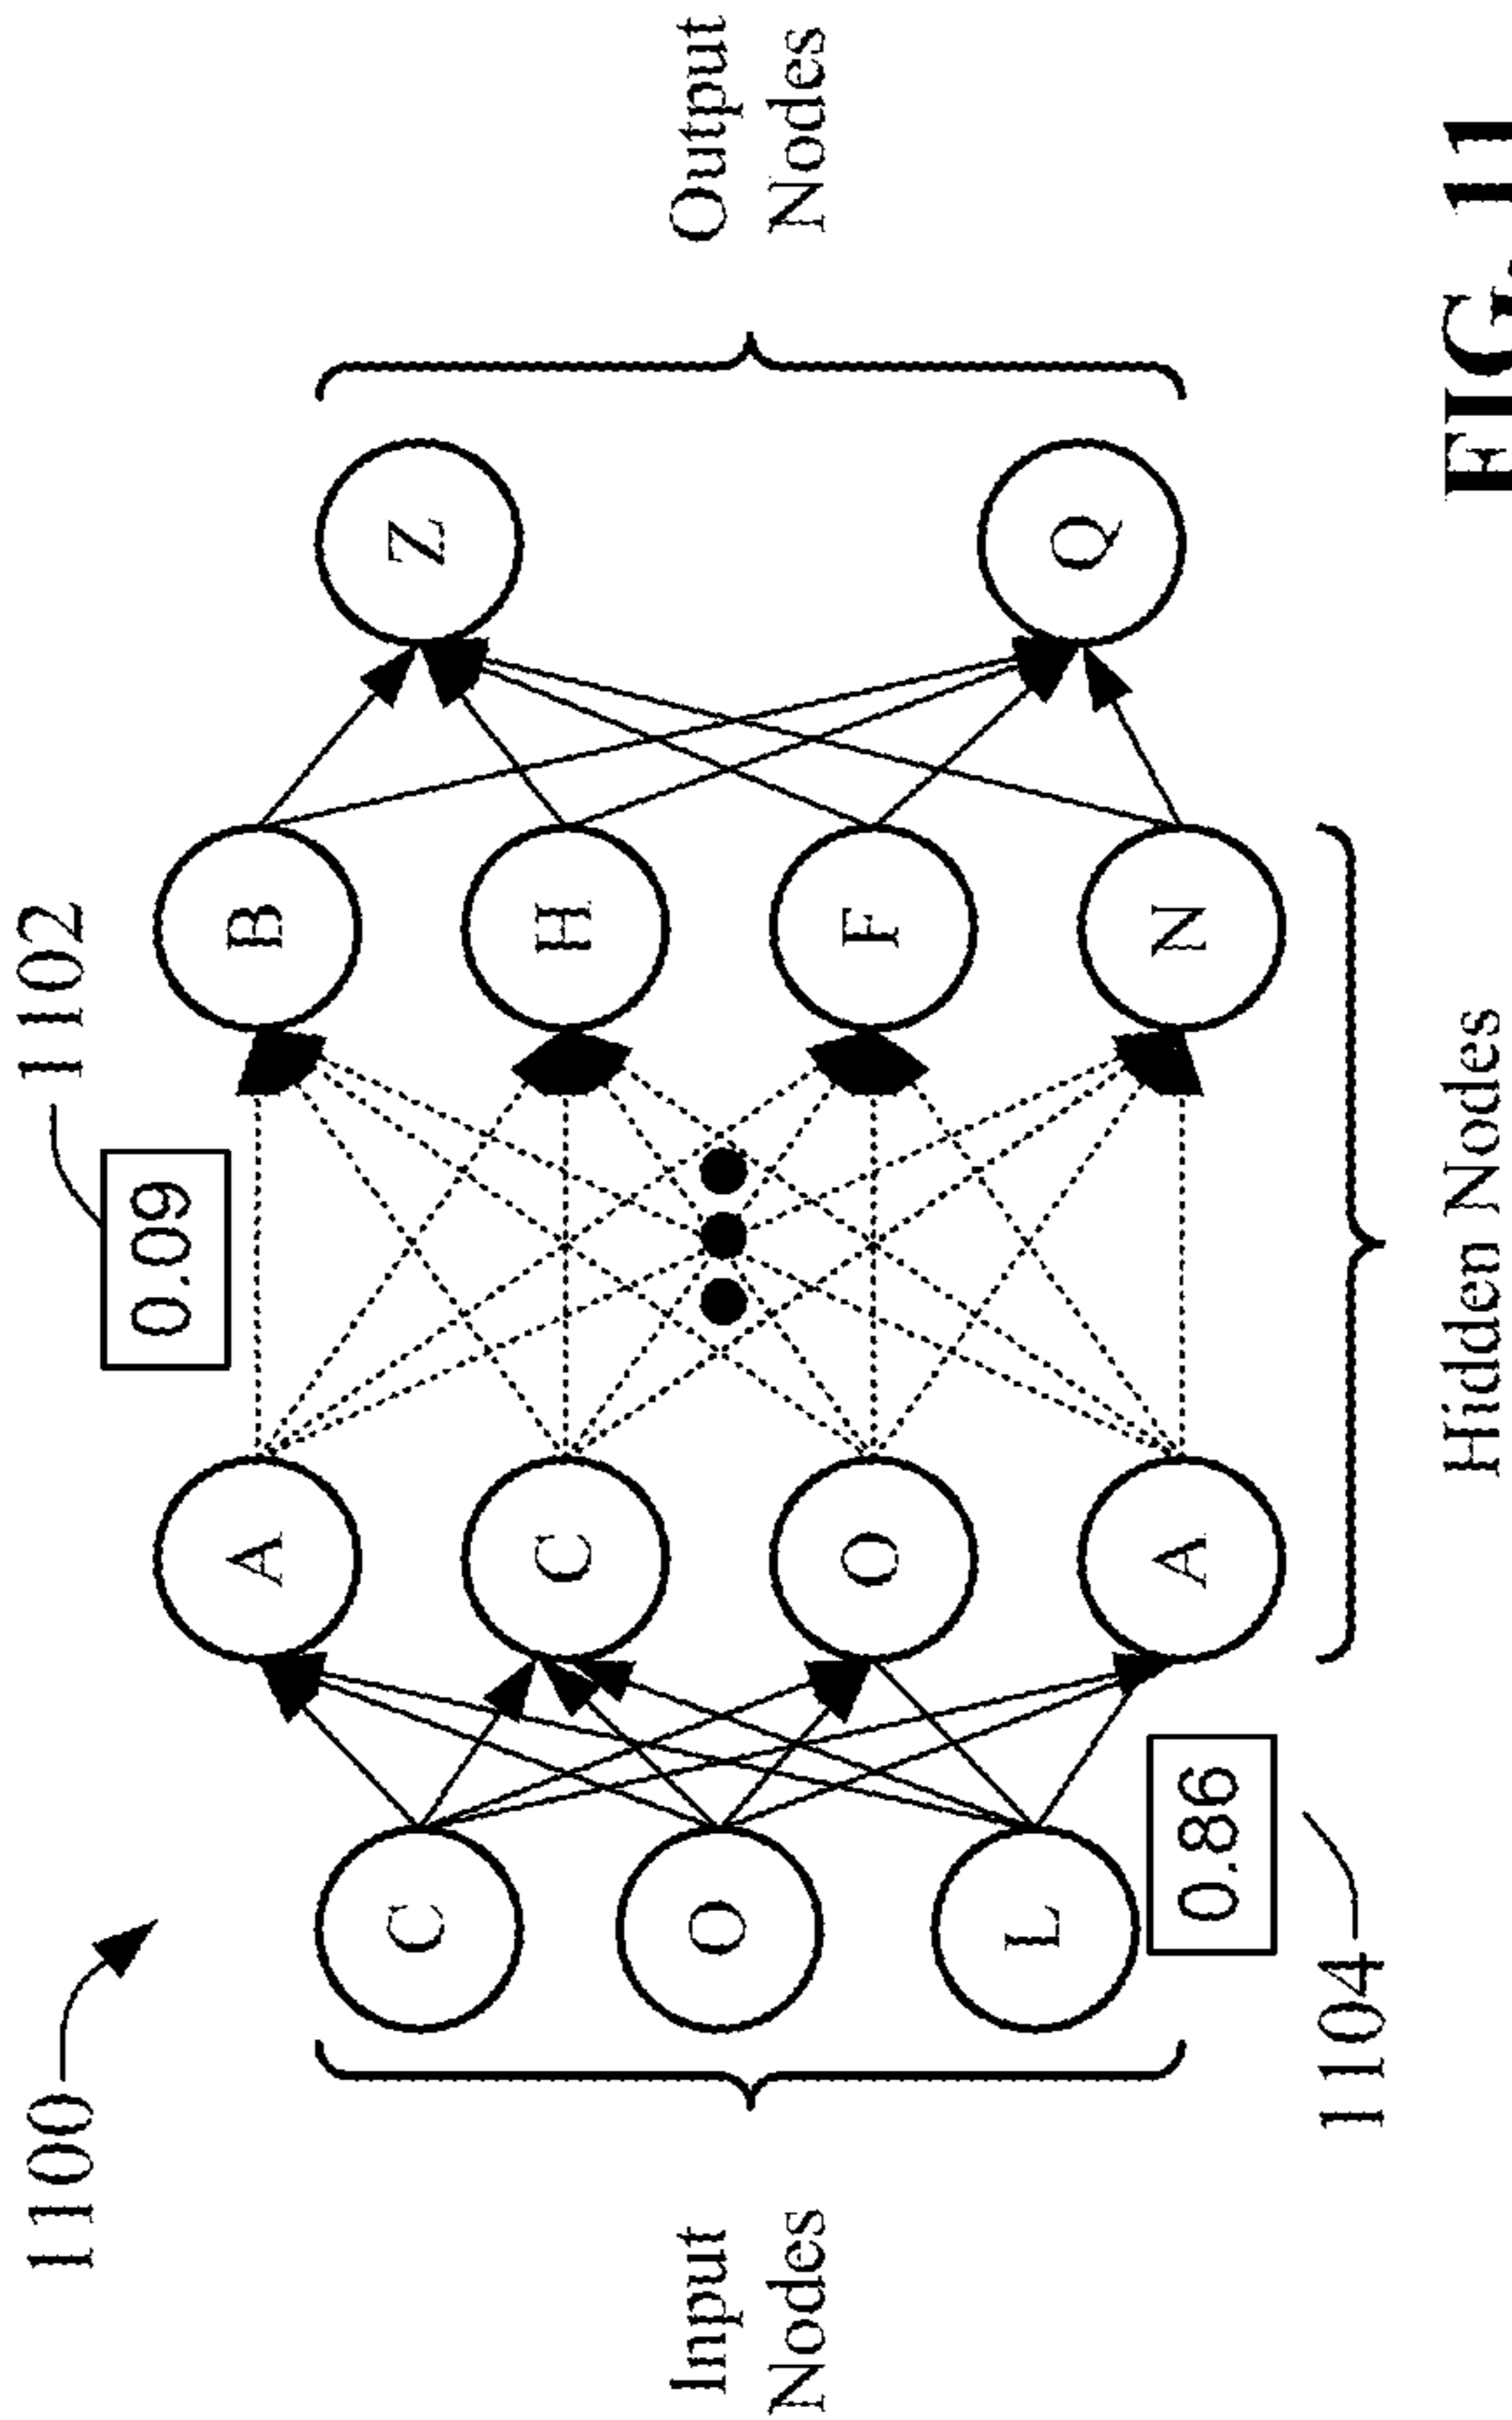 1100
1102
0.09
A
B
C
Z
C
H
Input
Nodes
O
Output
Nodes
O
F
L
Q
A
N
0.86
1104
Hidden Nodes
FIG. 11